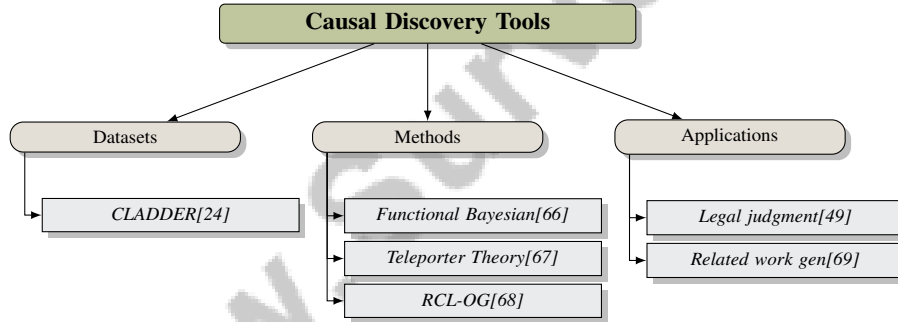 Causal Discovery Tools
Datasets
Methods
Applications
CLADDER[24]
Functional Bayesian[66]
Legal judgment[49]
Teleporter Theory[67]
Related work gen[69]
RCL-OG[68]